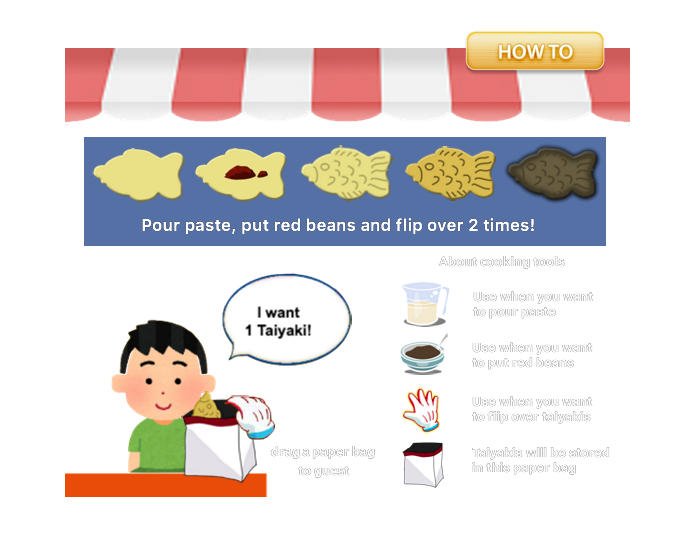 HOW TO
Pour paste, put red beans and flip over 2 times!
About cooking tools
I want
1 Taiyaki!
Use when you want
to pour paste
Use when you want
to put red beans
Use when you want
to flip over taiyakis
drag a paper bag
to guest
Taiyakis will be stored
in this paper bag